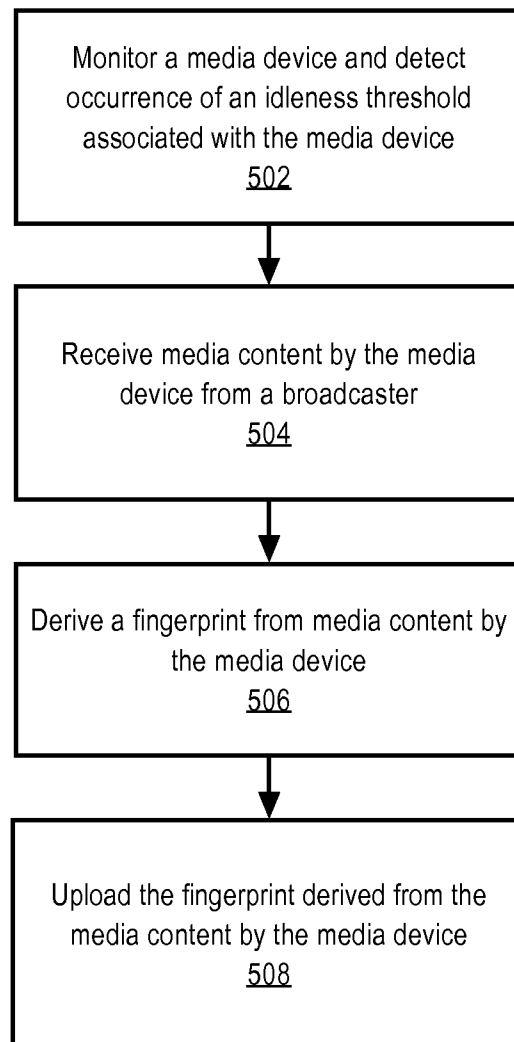 Monitor a media device and detect
occurrence of an idleness threshold
associated with the media device
502
Receive media content by the media
device from a broadcaster
504
Derive a fingerprint from media content by
the media device
506
Upload the fingerprint derived from the
media content by the media device
508